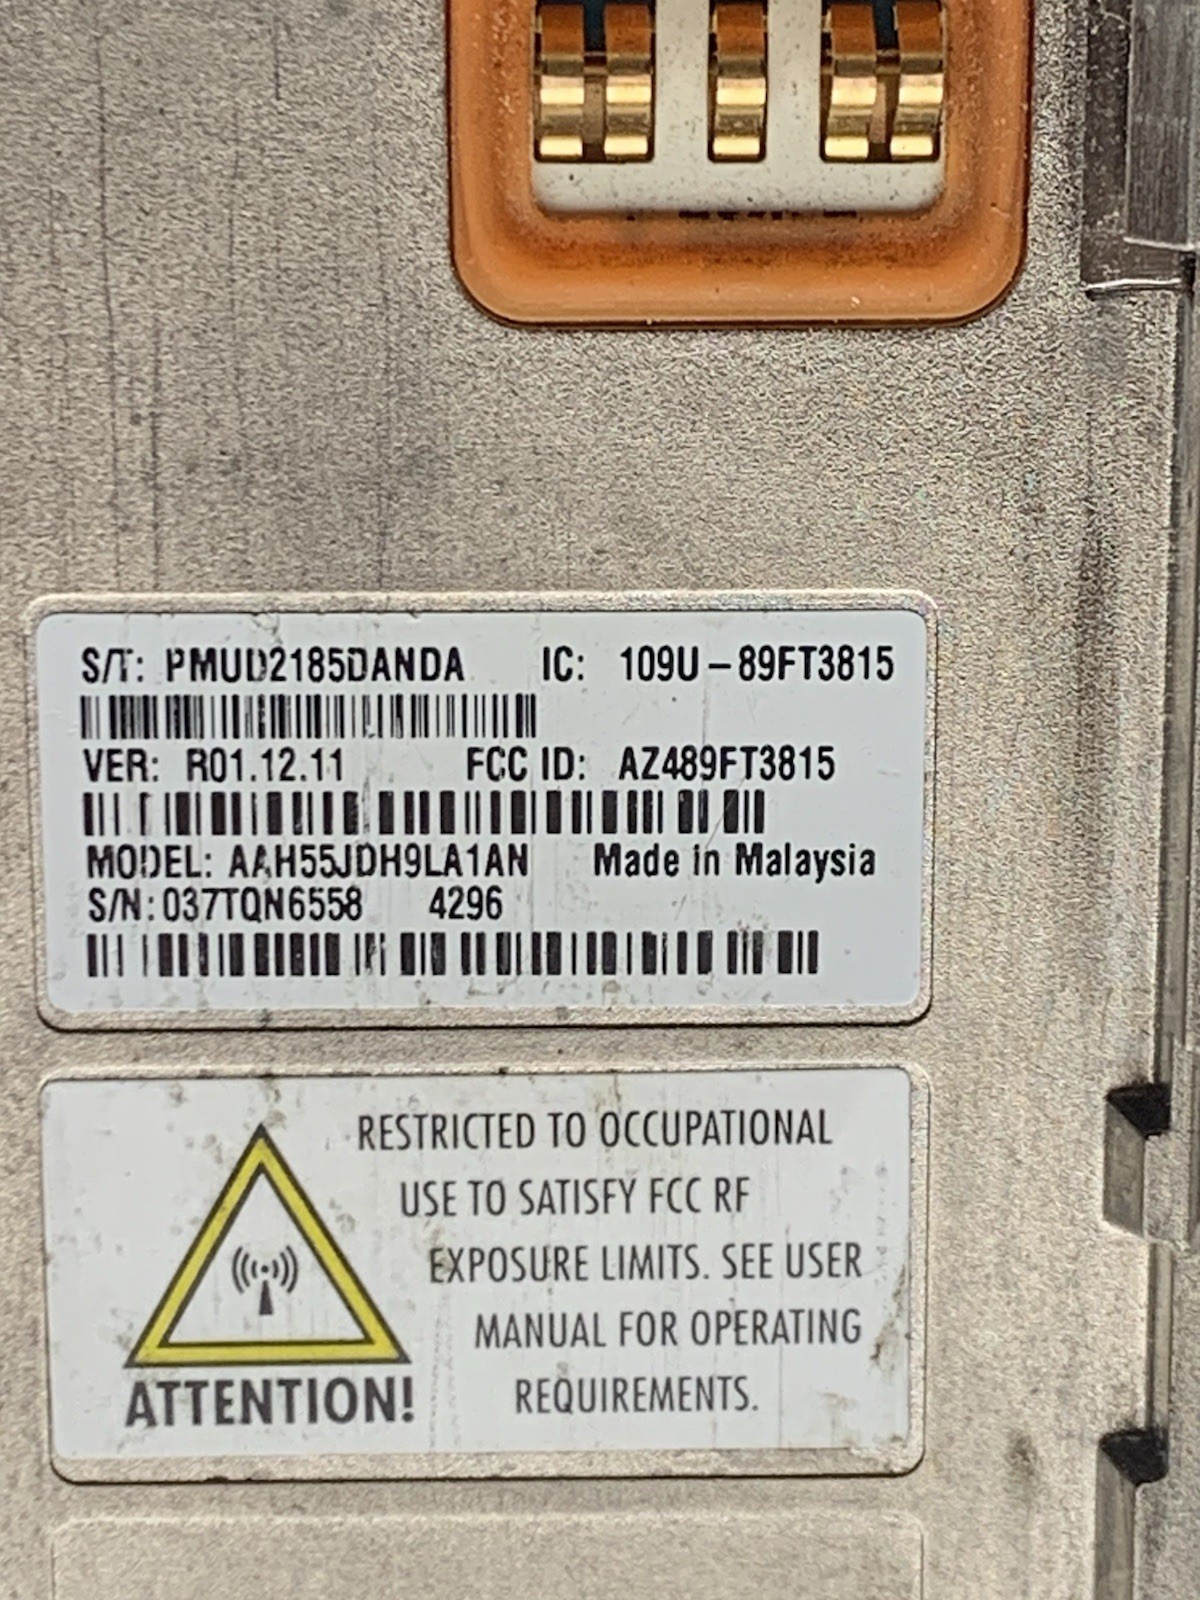 S/T: PMUD2185DANDA IC: 109U-89FT3815
VER: R01.12.11 FCC ID: AZ489FT3815
MODEL: AAH55JDH9LA1AN Made in Malaysia
S/N: 037TQN6558 4296
RESTRICTED TO OCCUPATIONAL
USE TO SATISFY FCC RF
EXPOSURE LIMITS. SEE USER
MANUAL FOR OPERATING
REQUIREMENTS.
ATTENTION!